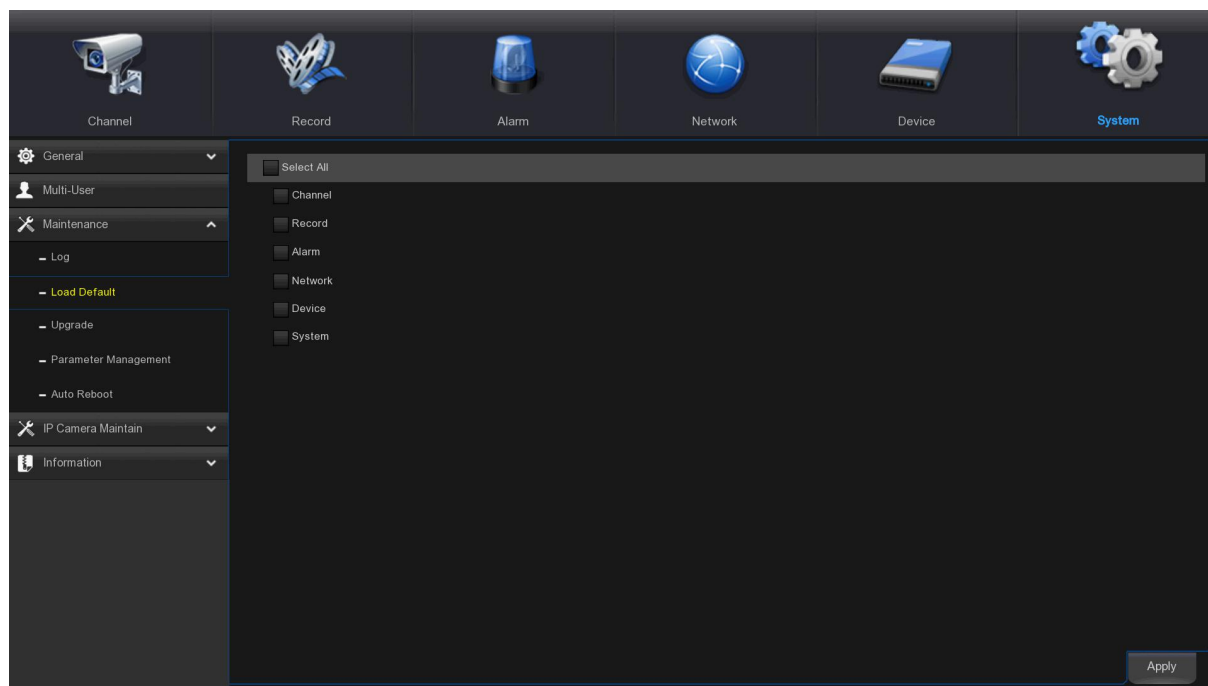 Channel
Record
Alarm
Network
Device
System
General
Multi-User
Maintenance
Log
Load Default
Upgrade
Parameter Management
Auto Reboot
IP Camera Maintain
Information
Select All
Channel
Record
Alarm
Network
Device
System
Apply